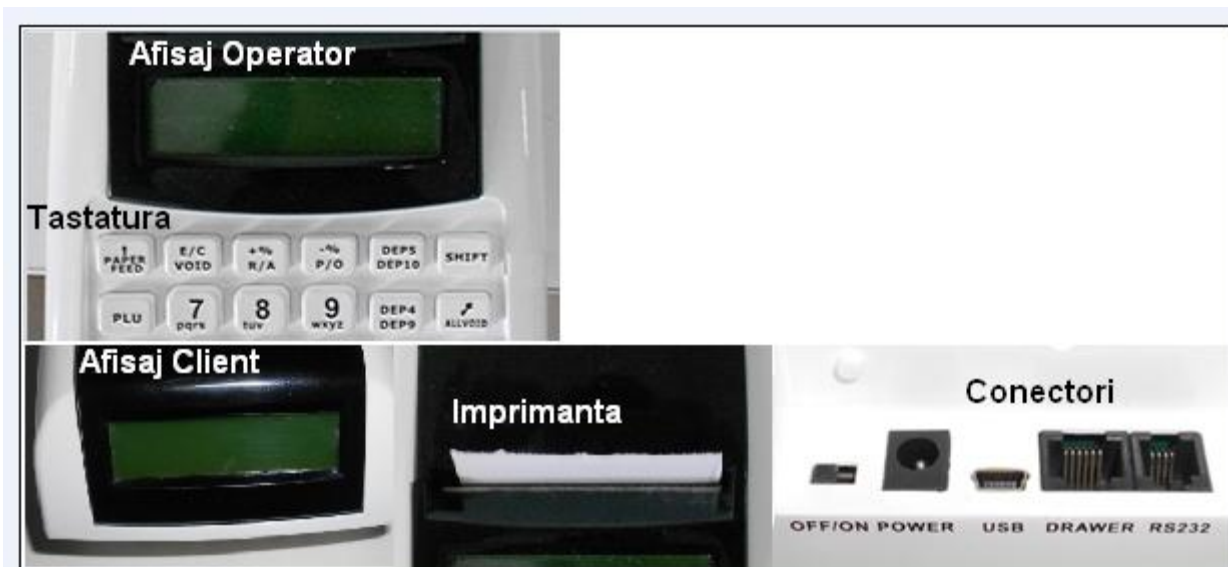 Afisaj Operator
Tastatura
↑ PAPER FEED
E/C VOID
+% R/A
-% P/O
DEP5 DEP10
SHIFT
PLU
7 pqrs
8 tuv
9 wxyz
DEP4 DEP9
ALLVOID
Afisaj Client
Imprimanta
Conectori
OFF/ON POWER USB DRAWER RS232